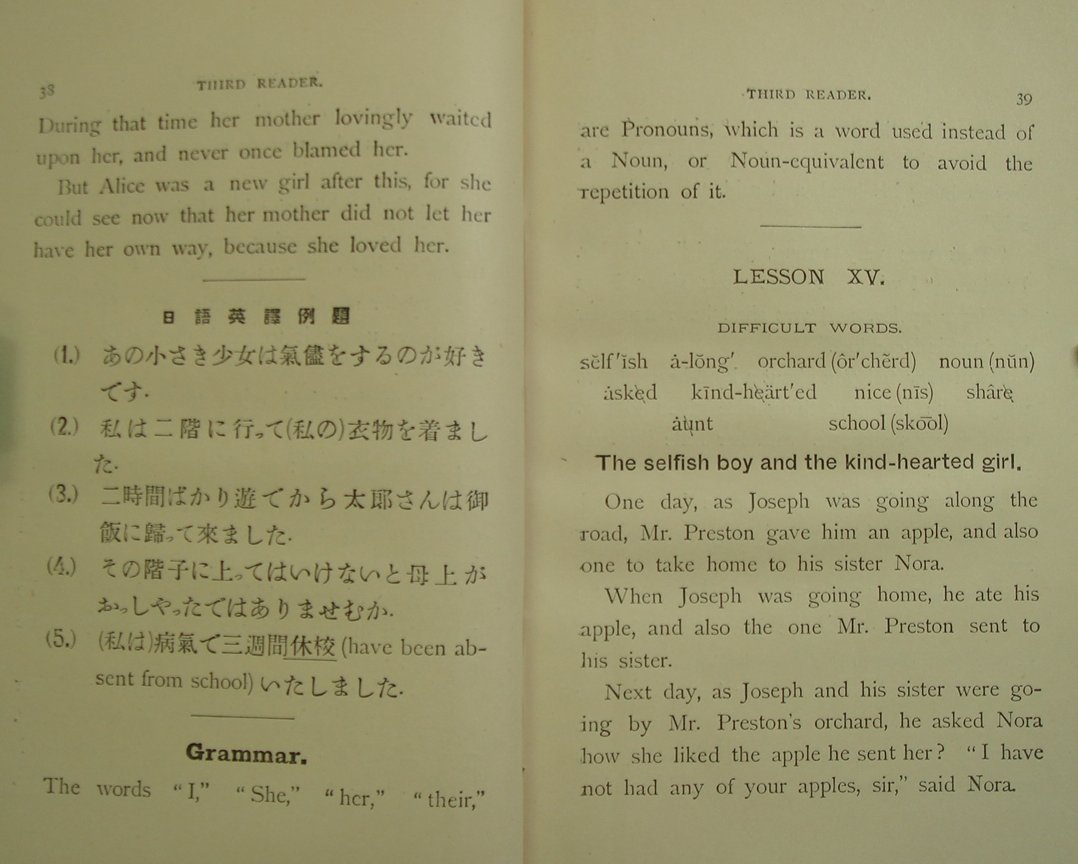 38
THIRD READER.
During that time her mother lovingly waited
upon her, and never once blamed her.
But Alice was a new girl after this, for she
could see now that her mother did not let her
have her own way, because she loved her.
日語英譯例題
(1.) あの小さき少女は氣儘をするのが好き
です.
(2.) 私は二階に行って(私の)衣物を着まし
た.
(3.) 二時間ばかり遊でから太郎さんは御
飯に歸って來ました.
(4.) その階子に上ってはいけないと母上が
おっしやったではありませむか.
(5.) (私は)病氣で三週間休校 (have been ab-
sent from school) いたしました.
Grammar.
The words “I,” “She,” “her,” “their,”
THIRD READER.
39
are Pronouns, which is a word used instead of
a Noun, or Noun-equivalent to avoid the
repetition of it.
LESSON XV.
DIFFICULT WORDS.
sĕlf'ĭsh ȧ-lŏng'. orchard (ôr'chẽrd) noun (nŭn)
ȧskẹd kīnd-heärt'ed nice (nīs) shâre
äunt school (skōōl)
The selfish boy and the kind-hearted girl.
One day, as Joseph was going along the
road, Mr. Preston gave him an apple, and also
one to take home to his sister Nora.
When Joseph was going home, he ate his
apple, and also the one Mr. Preston sent to
his sister.
Next day, as Joseph and his sister were go-
ing by Mr. Preston's orchard, he asked Nora
how she liked the apple he sent her? “I have
not had any of your apples, sir,” said Nora.